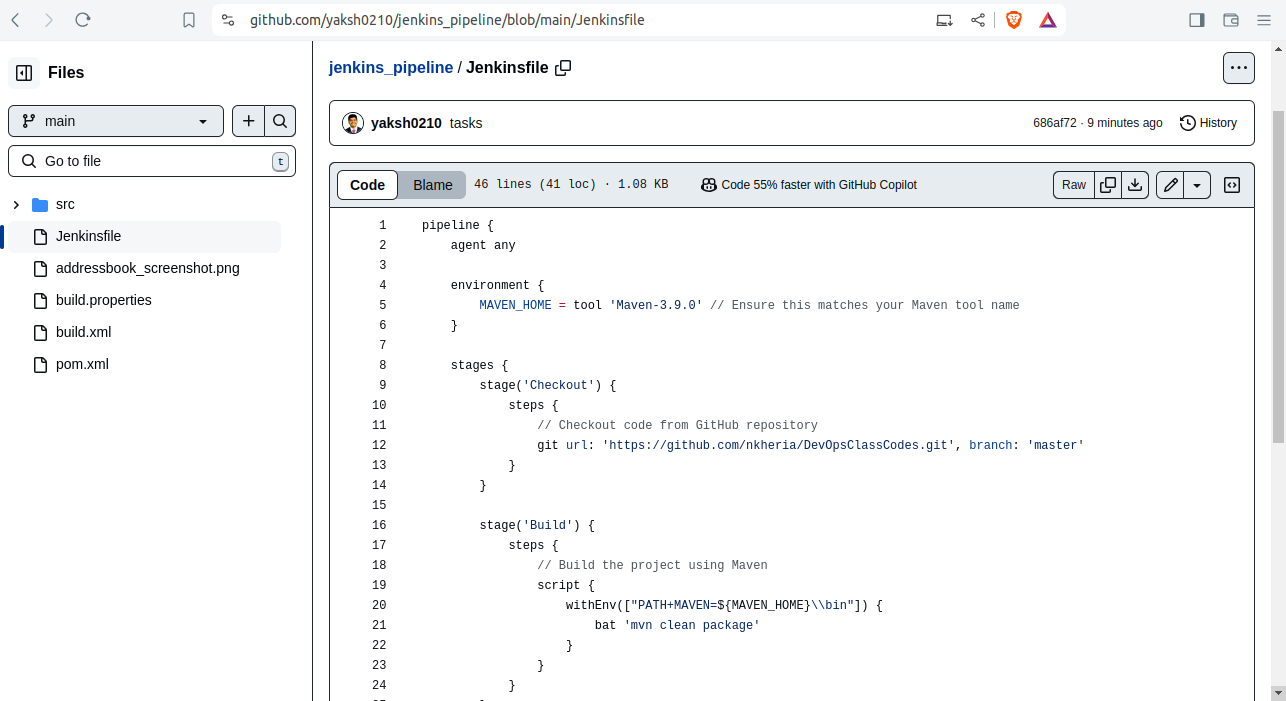 github.com/yaksh0210/jenkins_pipeline/blob/main/Jenkinsfile
Files
main
Go to file
t
src
Jenkinsfile
addressbook_screenshot.png
build.properties
build.xml
pom.xml
jenkins_pipeline / Jenkinsfile
yaksh0210 tasks
686af72 · 9 minutes ago
History
Code
Blame
46 lines (41 loc) · 1.08 KB
Code 55% faster with GitHub Copilot
Raw
1 pipeline {
2     agent any
3
4     environment {
5         MAVEN_HOME = tool 'Maven-3.9.0' // Ensure this matches your Maven tool name
6     }
7
8     stages {
9         stage('Checkout') {
10             steps {
11                 // Checkout code from GitHub repository
12                 git url: 'https://github.com/nkheria/DevOpsClassCodes.git', branch: 'master'
13             }
14         }
15
16         stage('Build') {
17             steps {
18                 // Build the project using Maven
19                 script {
20                     withEnv(["PATH+MAVEN=${MAVEN_HOME}\\bin"]) {
21                         bat 'mvn clean package'
22                     }
23                 }
24             }